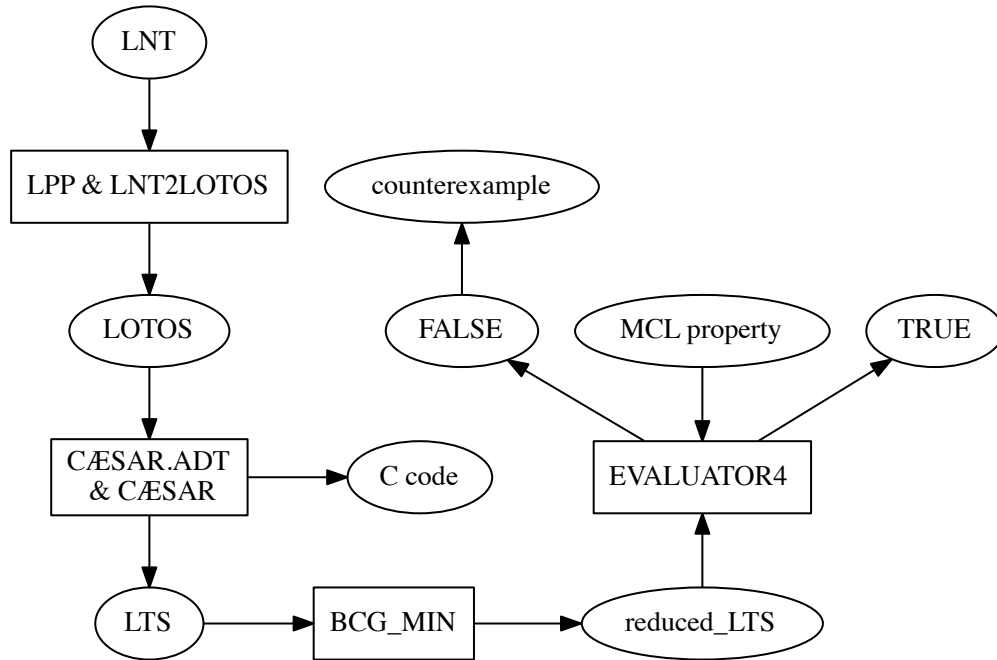 LNT
LPP & LNT2LOTOS
counterexample
LOTOS
FALSE
MCL property
TRUE
CÆSAR.ADT
& CÆSAR
C code
EVALUATOR4
LTS
BCG_MIN
reduced_LTS